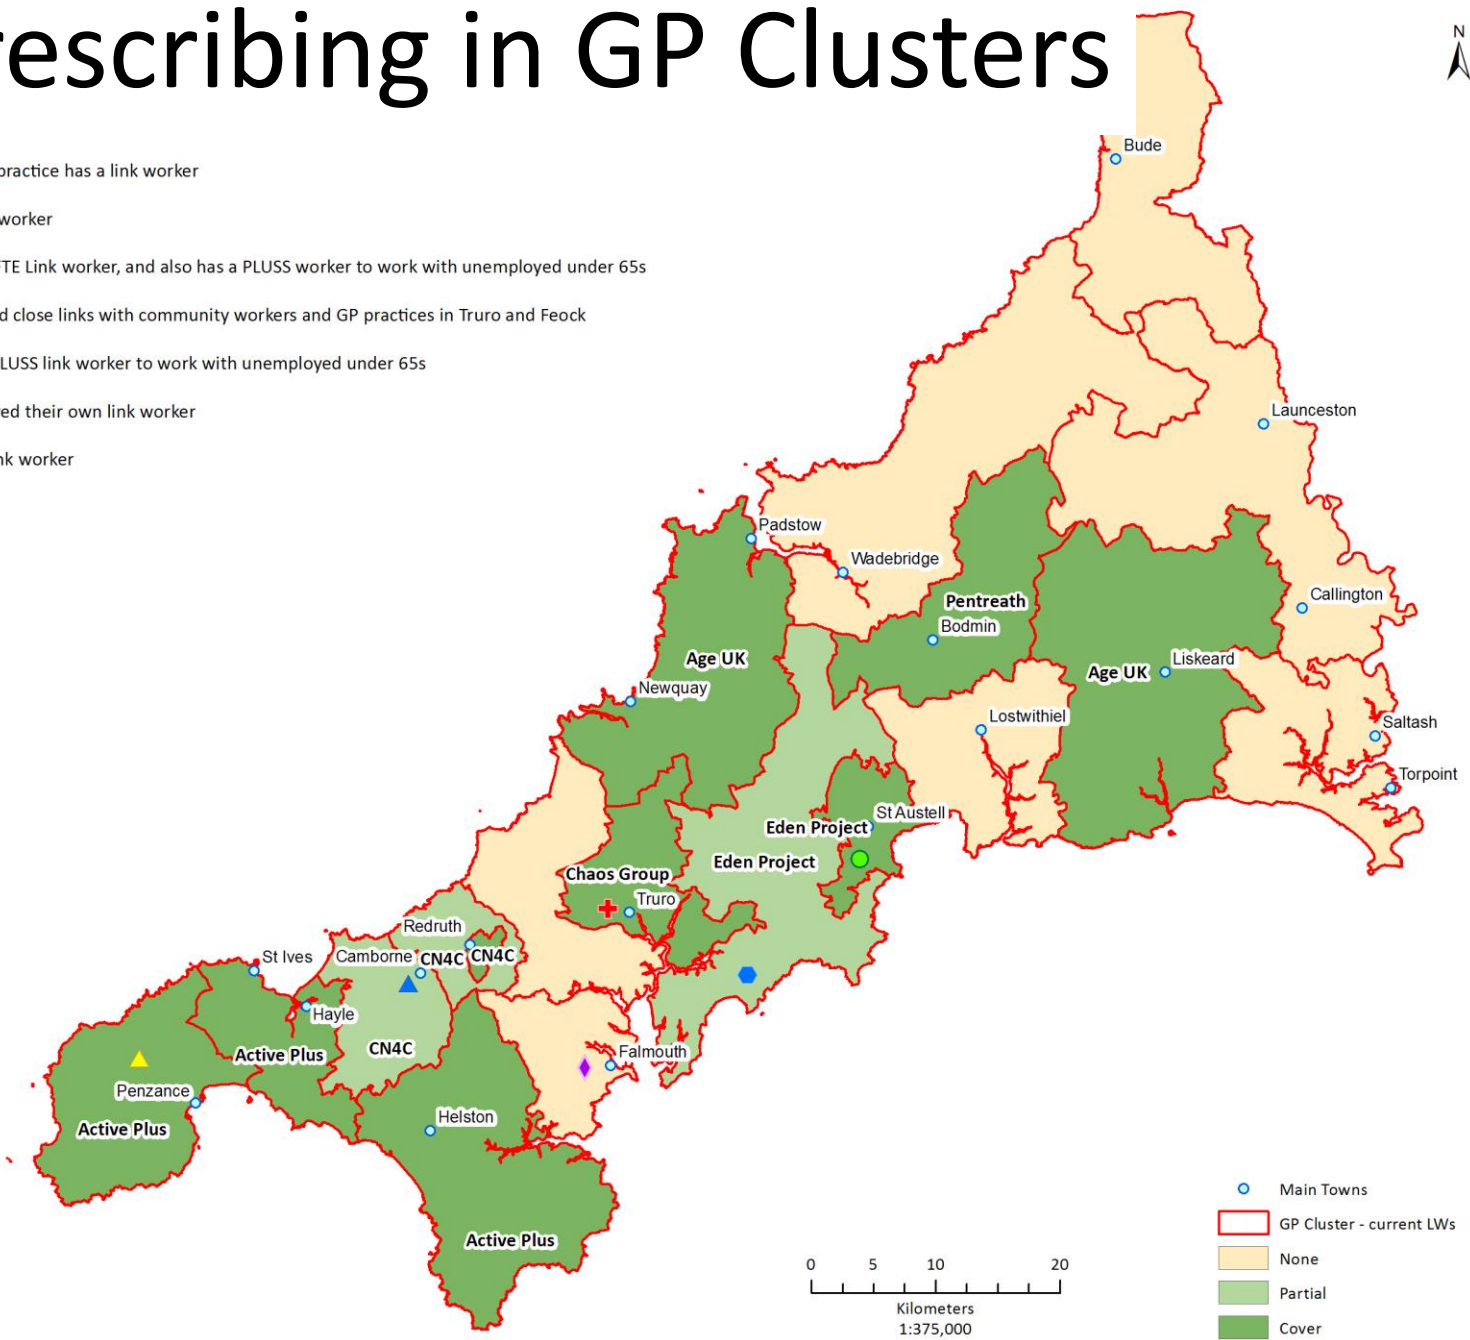 rescribing in GP Clusters
N
practice has a link worker
worker
TE Link worker, and also has a PLUSS worker to work with unemployed under 65s
d close links with community workers and GP practices in Truro and Feock
LUSS link worker to work with unemployed under 65s
ed their own link worker
nk worker
Bude
Launceston
Padstow
Wadebridge
Pentreath
Callington
Bodmin
Age UK
Liskeard
Age UK
Newquay
Lostwithiel
Saltash
Torpoint
St Austell
Eden Project
Eden Project
Chaos Group
Truro
Redruth
Camborne
CN4C
CN4C
St Ives
Hayle
CN4C
Active Plus
Falmouth
Penzance
Helston
Active Plus
Active Plus
Main Towns
GP Cluster - current LWs
None
Partial
Cover
0 5 10 20
Kilometers
1:375,000